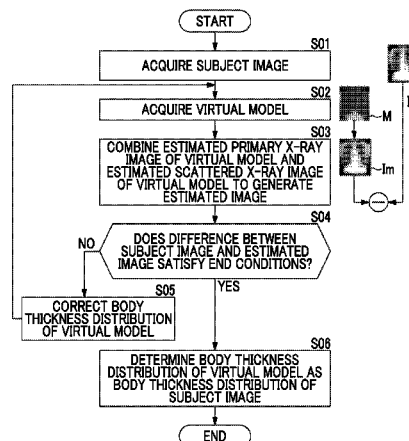 START
S01
ACQUIRE SUBJECT IMAGE
S02
ACQUIRE VIRTUAL MODEL
M
S03
COMBINE ESTIMATED PRIMARY X-RAY
IMAGE OF VIRTUAL MODEL AND
ESTIMATED SCATTERED X-RAY IMAGE
OF VIRTUAL MODEL TO GENERATE
ESTIMATED IMAGE
Im
S04
DOES DIFFERENCE BETWEEN
SUBJECT IMAGE AND ESTIMATED
IMAGE SATISFY END CONDITIONS?
NO
YES
S05
CORRECT BODY
THICKNESS DISTRIBUTION
OF VIRTUAL MODEL
S06
DETERMINE BODY THICKNESS
DISTRIBUTION OF VIRTUAL MODEL AS
BODY THICKNESS DISTRIBUTION OF
SUBJECT IMAGE
END